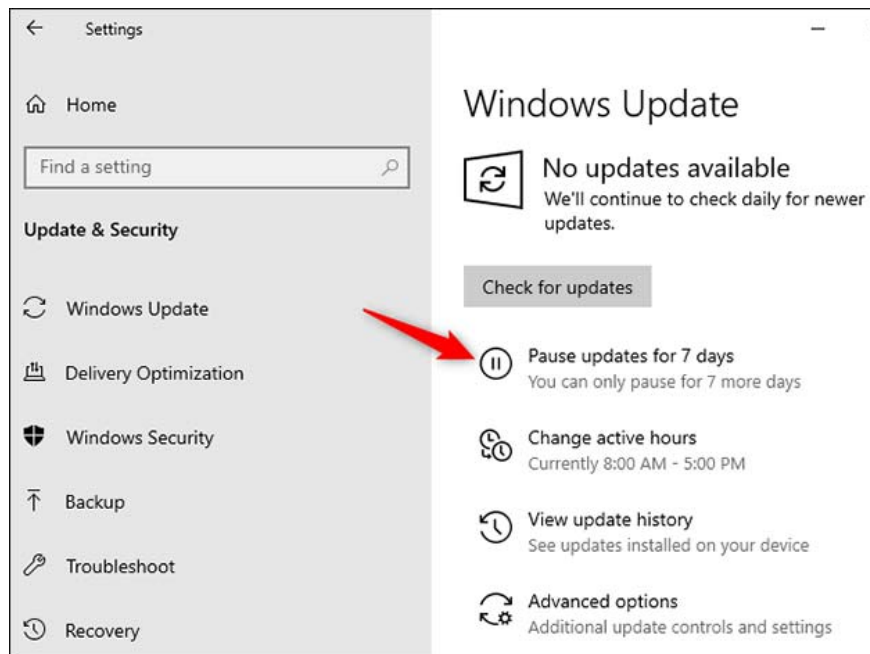 Settings
Home
Find a setting
Update & Security
Windows Update
Delivery Optimization
Windows Security
Backup
Troubleshoot
Recovery
Windows Update
No updates available
We'll continue to check daily for newer
updates.
Check for updates
Pause updates for 7 days
You can only pause for 7 more days
Change active hours
Currently 8:00 AM - 5:00 PM
View update history
See updates installed on your device
Advanced options
Additional update controls and settings